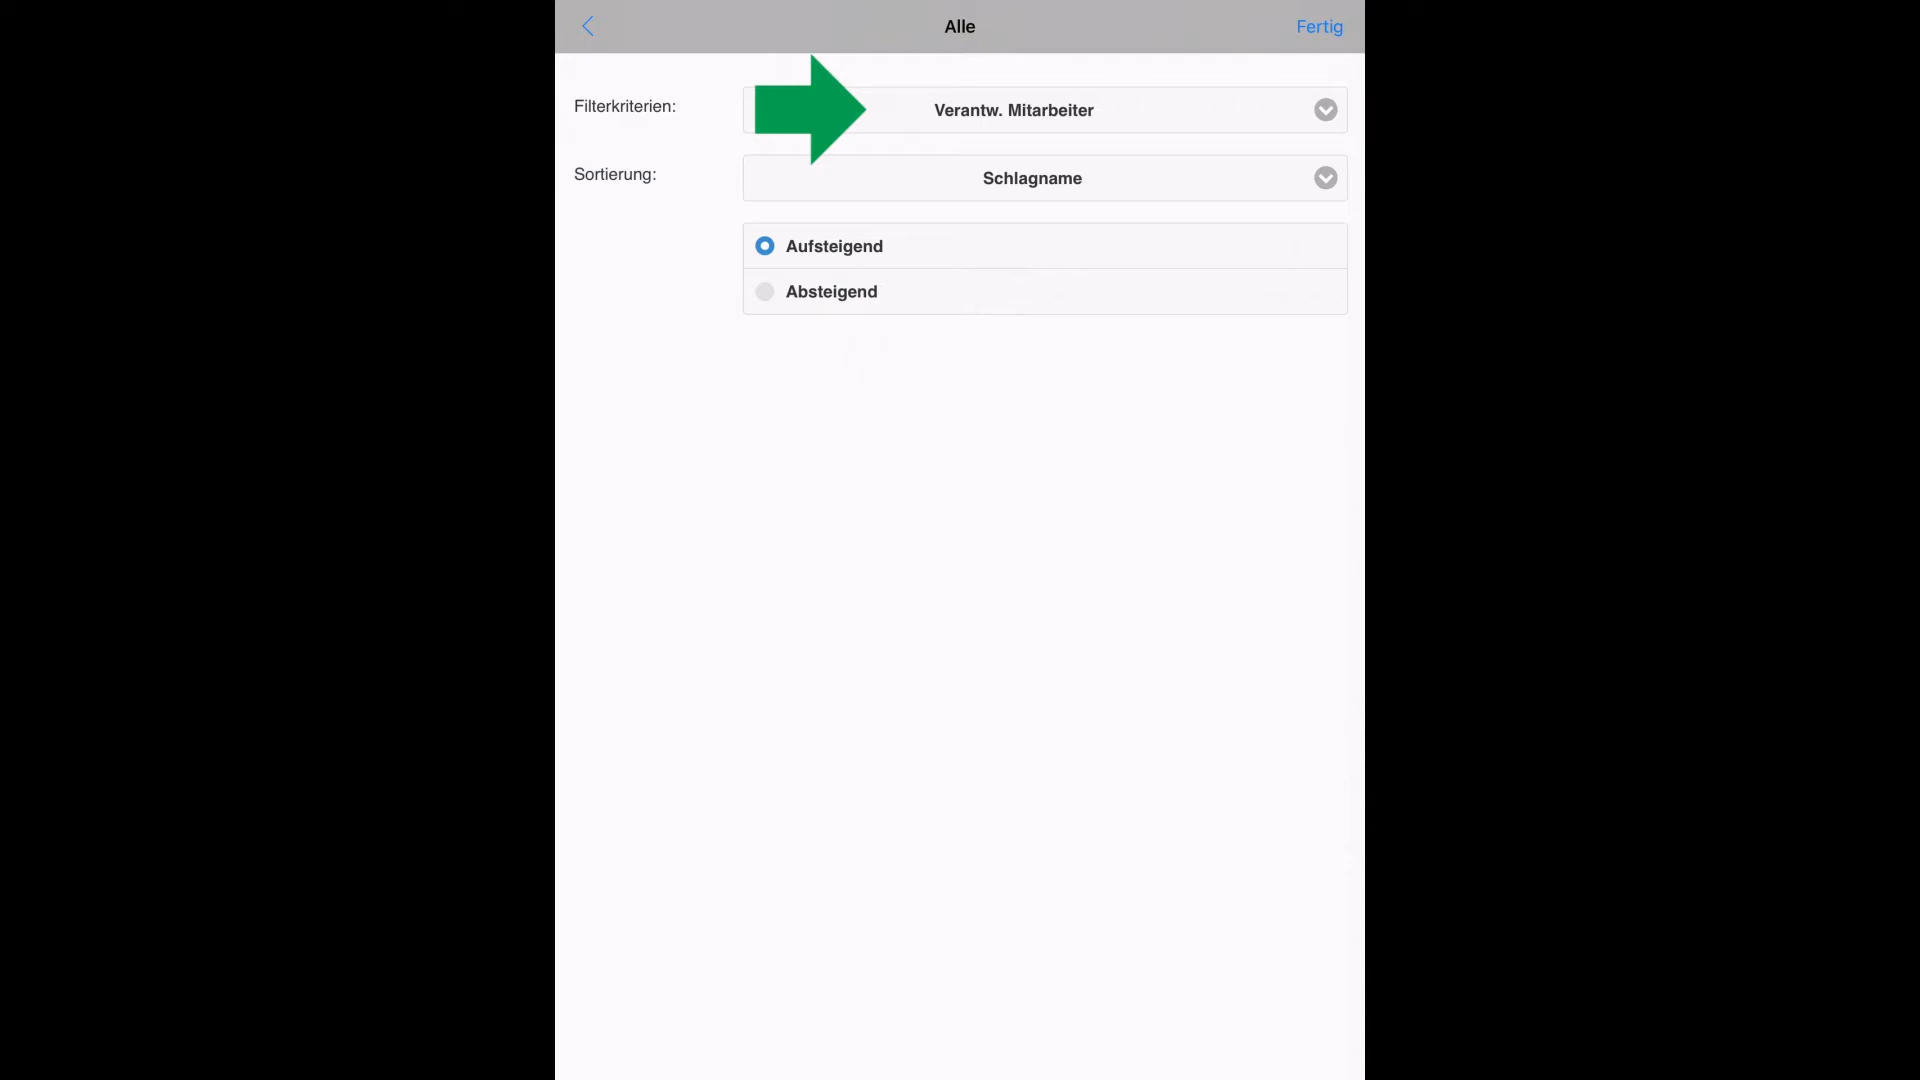 Alle
Fertig
Filterkriterien:
Verantw. Mitarbeiter
Sortierung:
Schlagname
Aufsteigend
Absteigend